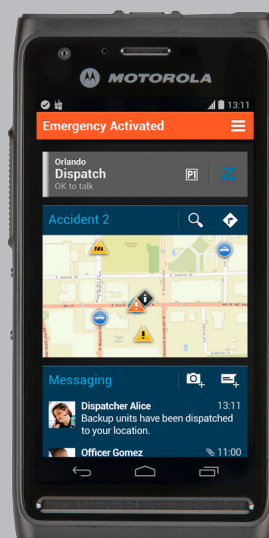 MOTOROLA
13:11
Emergency Activated
Orlando
Dispatch
OK to talk
P1
Accident 2
Messaging
Dispatcher Alice 13:11
Backup units have been dispatched
to your location.
Officer Gomez 11:00